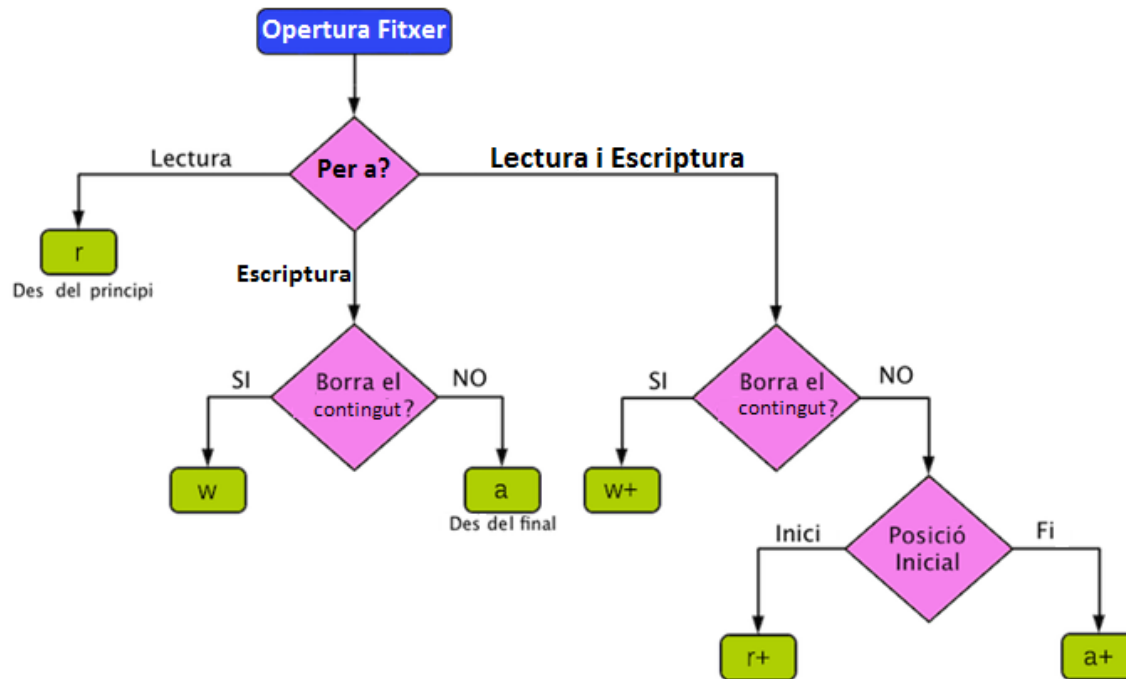 Opertura Fitxer
Per a?
Lectura
Lectura i Escriptura
r
Des del principi
Escriptura
SI
Borra el
contingut?
NO
SI
Borra el
contingut?
NO
w
a
Des del final
w+
Inici
Posició
Inicial
Fi
r+
a+